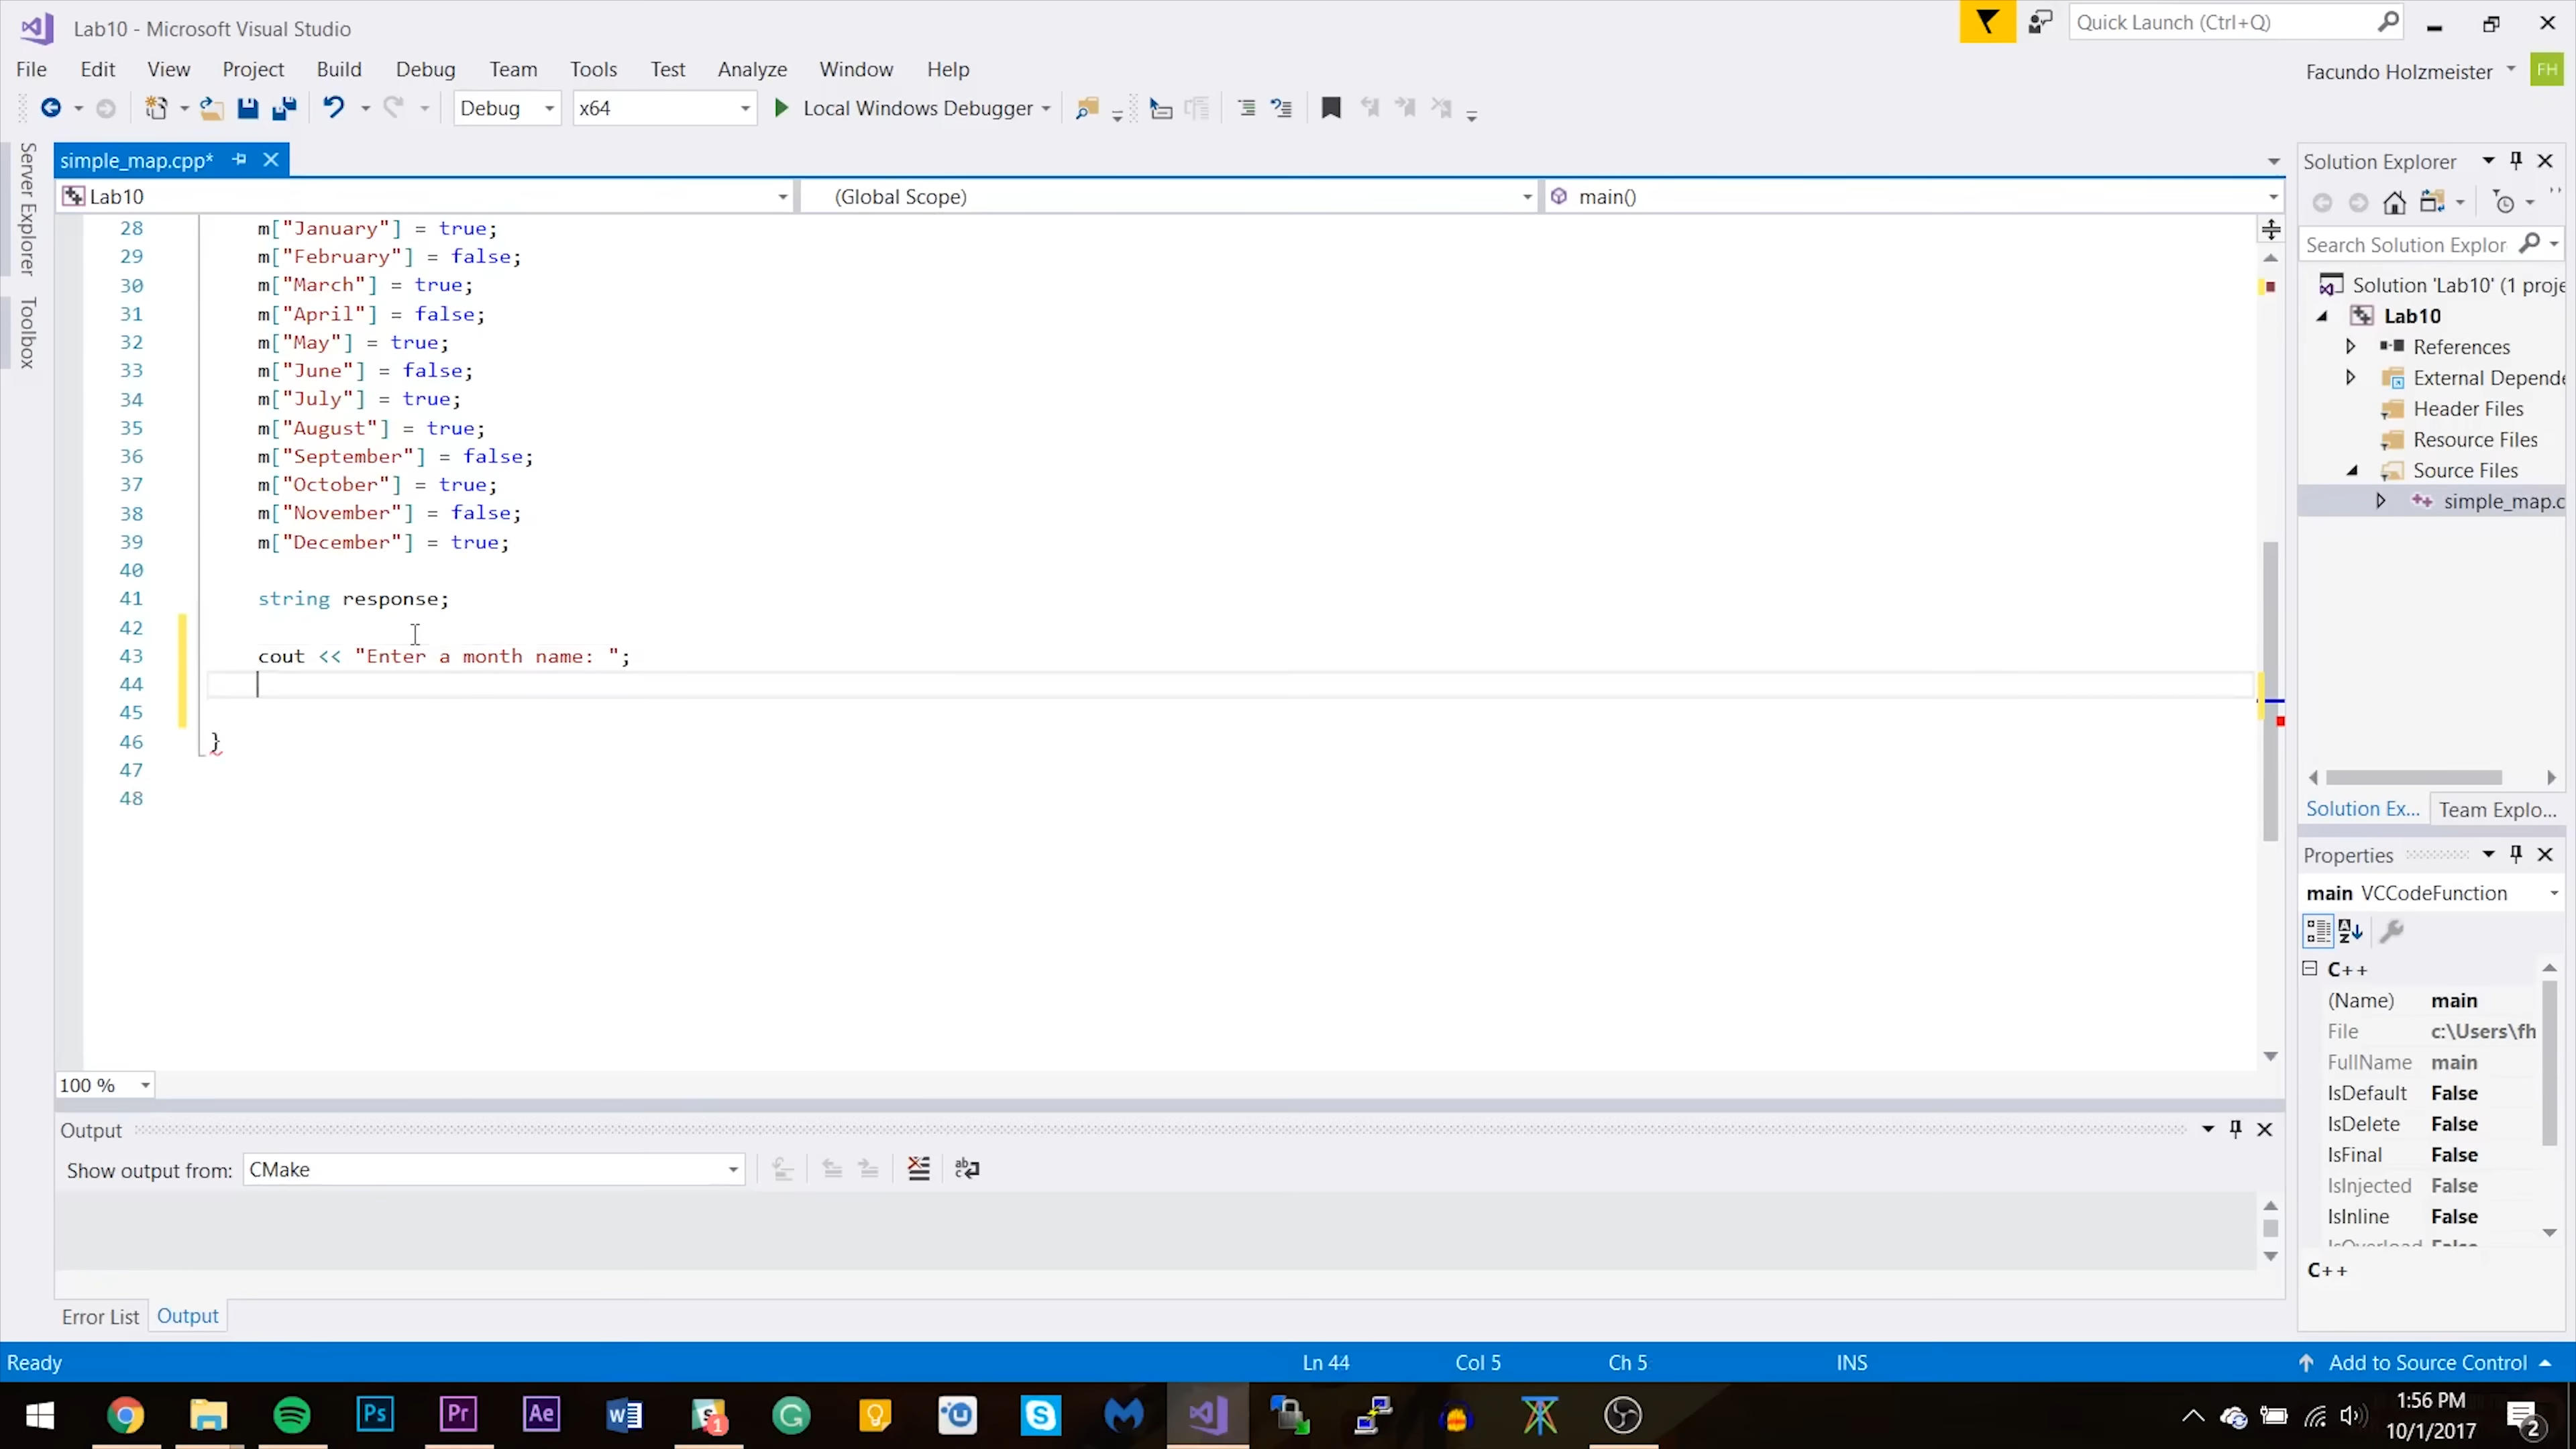 Lab10 - Microsoft Visual Studio
Quick Launch (Ctrl+Q)
File Edit View Project Build Debug Team Tools Test Analyze Window Help
Facundo Holzmeister FH
Debug x64 Local Windows Debugger
Server Explorer
Toolbox
simple_map.cpp*
Lab10 (Global Scope) main()
28 m["January"] = true;
29 m["February"] = false;
30 m["March"] = true;
31 m["April"] = false;
32 m["May"] = true;
33 m["June"] = false;
34 m["July"] = true;
35 m["August"] = true;
36 m["September"] = false;
37 m["October"] = true;
38 m["November"] = false;
39 m["December"] = true;
40
41 string response;
42
43 cout << "Enter a month name: ";
44
45
46 }
47
48
100 %
Output
Show output from: CMake
Error List Output
Solution Explorer
Search Solution Explor
Solution 'Lab10' (1 proje
Lab10
References
External Depende
Header Files
Resource Files
Source Files
simple_map.c
Solution Ex... Team Explo...
Properties
main VCCodeFunction
C++
(Name) main
File c:\Users\fh
FullName main
IsDefault False
IsDelete False
IsFinal False
IsInjected False
IsInline False
C++
Ready Ln 44 Col 5 Ch 5 INS Add to Source Control
Ps Pr Ae W 1 G S
1:56 PM
10/1/2017
2